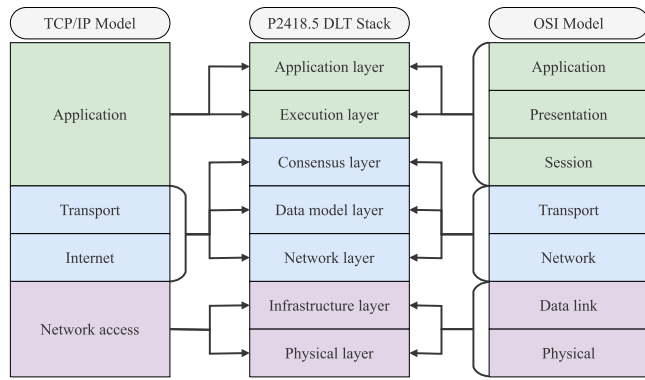 TCP/IP Model
P2418.5 DLT Stack
OSI Model
Application
Application layer
Execution layer
Application
Presentation
Session
Transport
Internet
Consensus layer
Data model layer
Network layer
Transport
Network
Network access
Infrastructure layer
Physical layer
Data link
Physical